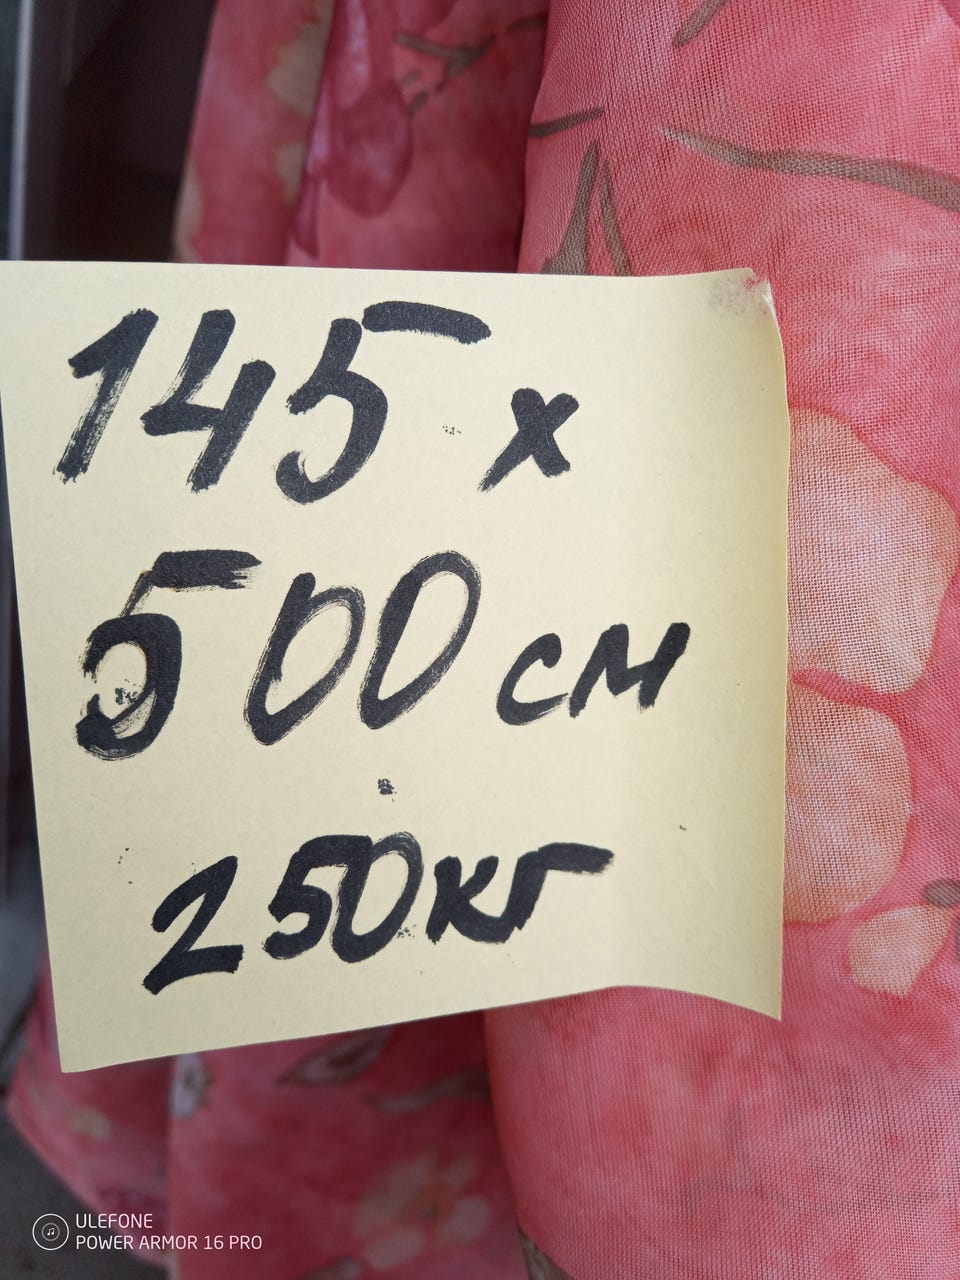 145 x
500 см
250кг
ULEFONE
POWER ARMOR 16 PRO